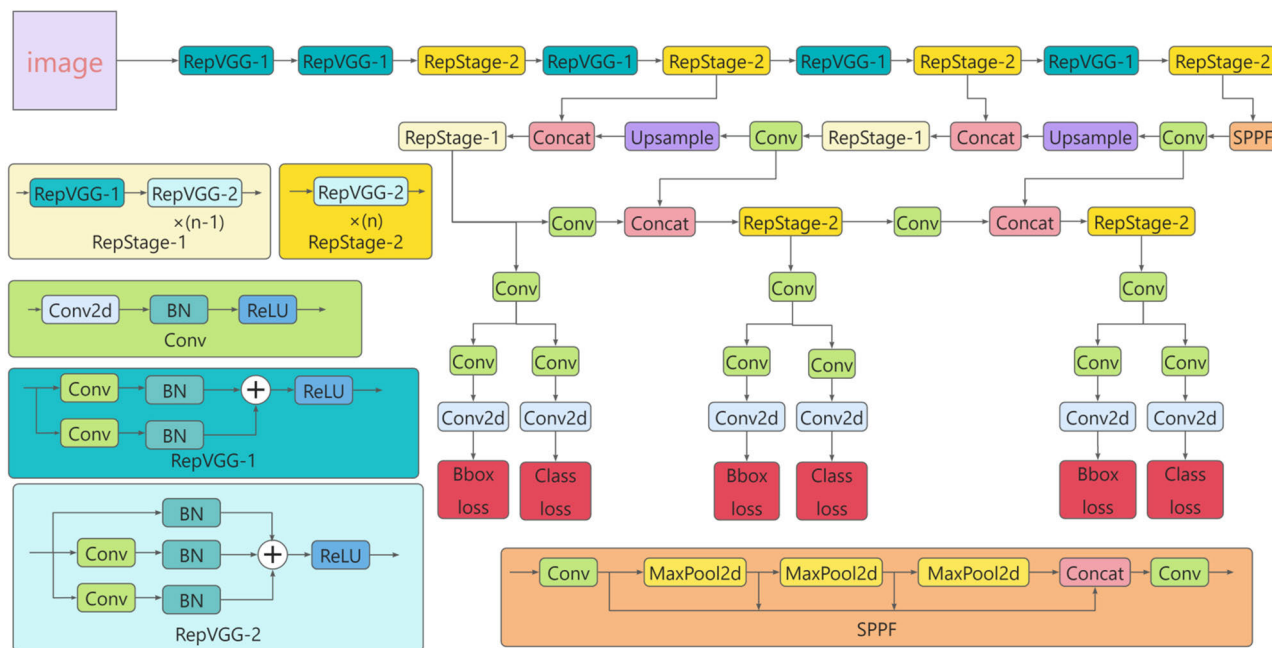 image
RepVGG-1 RepVGG-1 RepStage-2 RepVGG-1 RepStage-2 RepVGG-1 RepStage-2 RepVGG-1 RepStage-2
RepStage-1 Concat Upsample Conv RepStage-1 Concat Upsample Conv SPPF
RepVGG-1 RepVGG-2
×(n-1)
RepStage-1
RepVGG-2
×(n)
RepStage-2
Conv Concat RepStage-2 Conv Concat RepStage-2
Conv Conv Conv
Conv2d BN ReLU
Conv
Conv Conv Conv Conv Conv Conv
Conv2d Conv2d Conv2d Conv2d Conv2d Conv2d
Bbox Class Bbox Class Bbox Class
loss loss loss loss loss loss
Conv BN + ReLU
Conv BN
RepVGG-1
BN
Conv BN + ReLU
Conv BN
RepVGG-2
Conv MaxPool2d MaxPool2d MaxPool2d Concat Conv
SPPF